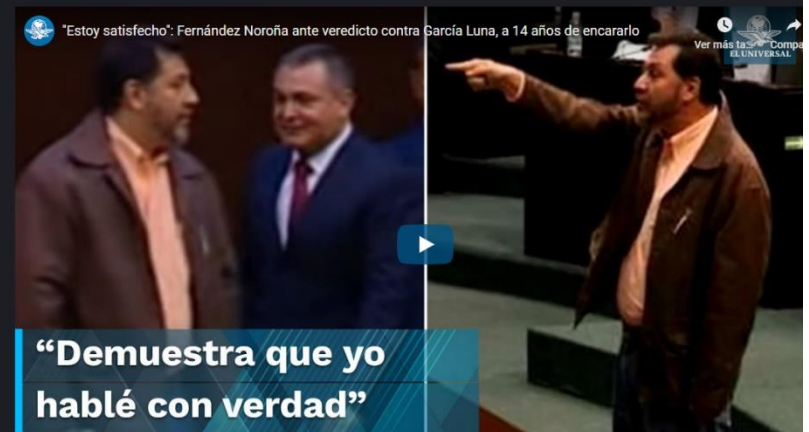 "Estoy satisfecho": Fernández Noroña ante veredicto contra García Luna, a 14 años de encararlo
Ver más ta...
Compa
EL UNIVERSAL
“Demuestra que yo
hablé con verdad”